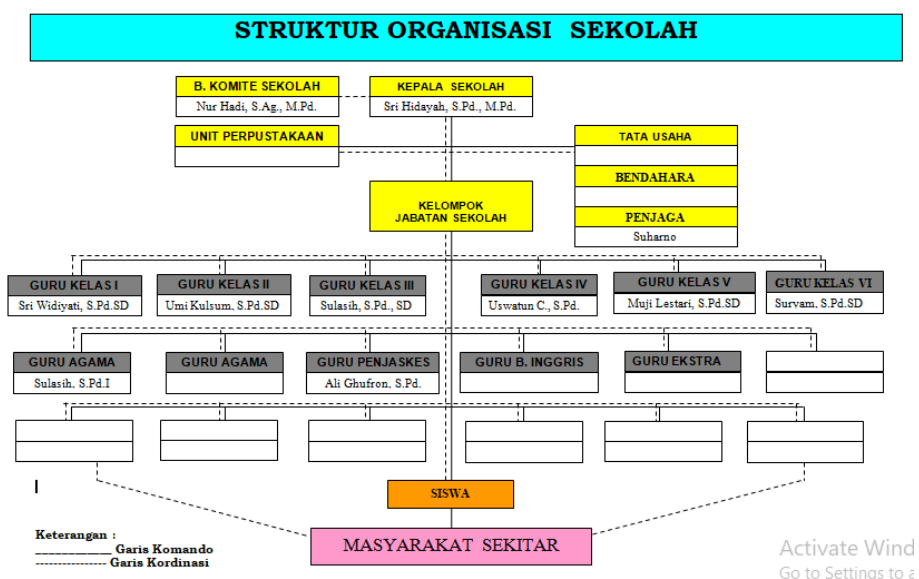 STRUKTUR ORGANISASI SEKOLAH
B. KOMITE SEKOLAH
Nur Hadi, S.Ag., M.Pd.
KEPALA SEKOLAH
Sri Hidayah, S.Pd., M.Pd.
UNIT PERPUSTAKAAN
TATA USAHA
BENDAHARA
PENJAGA
Suharno
KELOMPOK
JABATAN SEKOLAH
GURU KELAS I
Sri Widiyati, S.Pd.SD
GURU KELAS II
Umi Kulsum, S.Pd.SD
GURU KELAS III
Sulasih, S.Pd., SD
GURU KELAS IV
Uswatun C., S.Pd.
GURU KELAS V
Muji Lestari, S.Pd.SD
GURU KELAS VI
Suryam, S.Pd.SD
GURU AGAMA
Sulasih, S.Pd.I
GURU AGAMA
GURU PENJASKES
Ali Ghufron, S.Pd.
GURU B. INGGRIS
GURU EKSTRA
SISWA
MASYARAKAT SEKITAR
Keterangan :
____________ Garis Komando
---------------- Garis Kordinasi
Activate Wind
Go to Settings to a